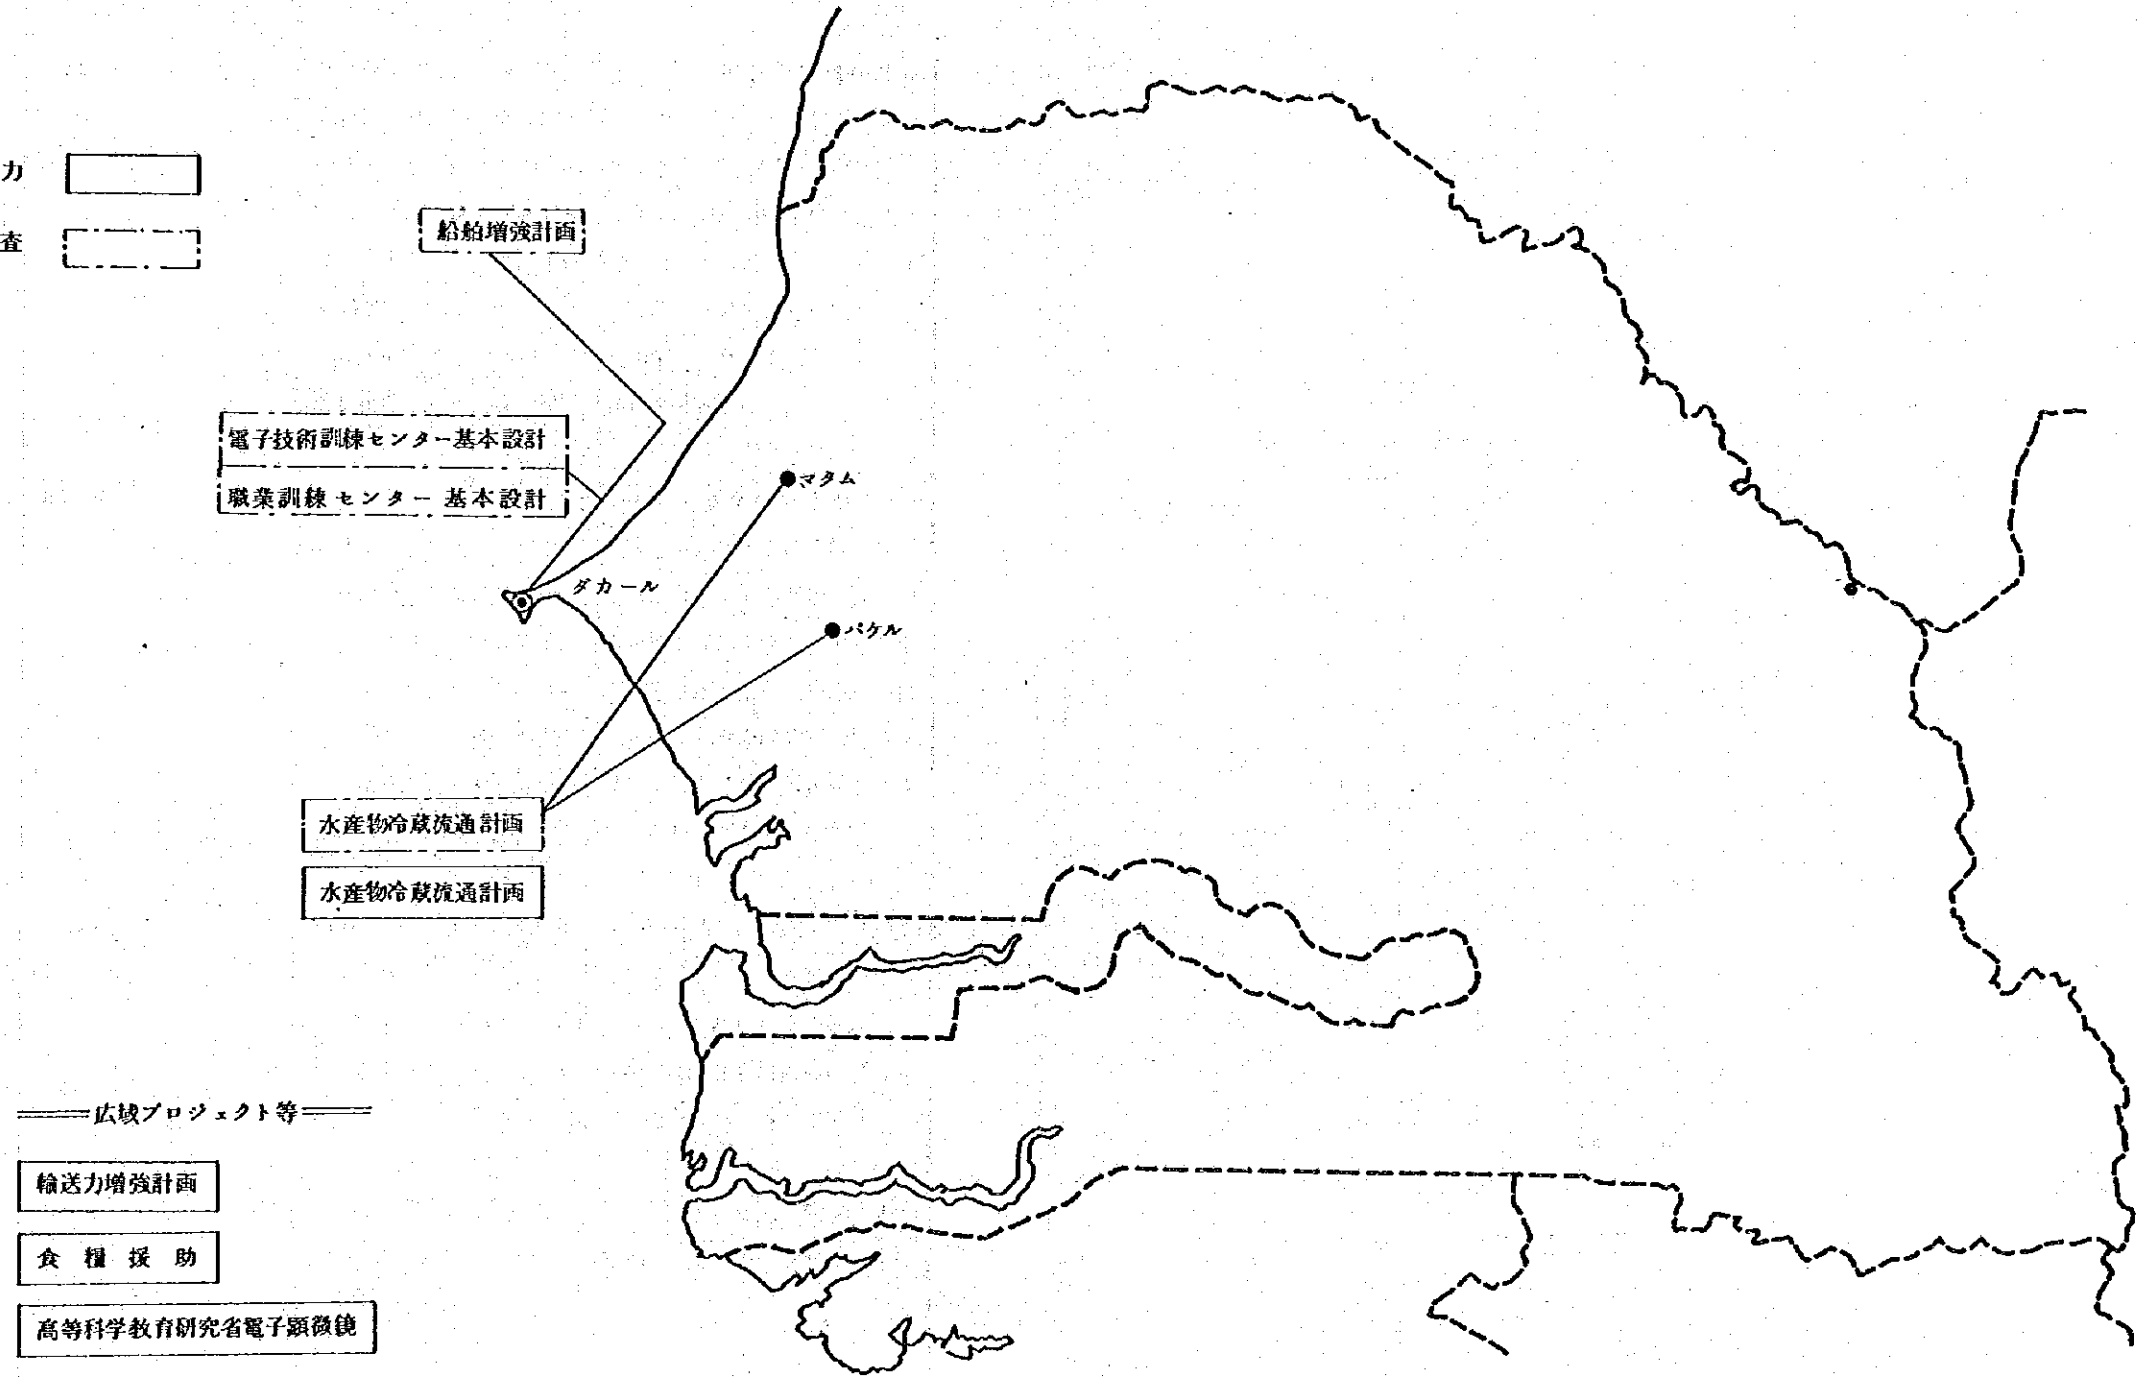 力
査
船舶増強計画
電子技術訓練センター基本設計
職業訓練センター基本設計
マタム
ダカール
バケル
水産物冷蔵流通計画
水産物冷蔵流通計画
広域プロジェクト等
輸送力増強計画
食糧援助
高等科学教育研究省電子顕微鏡